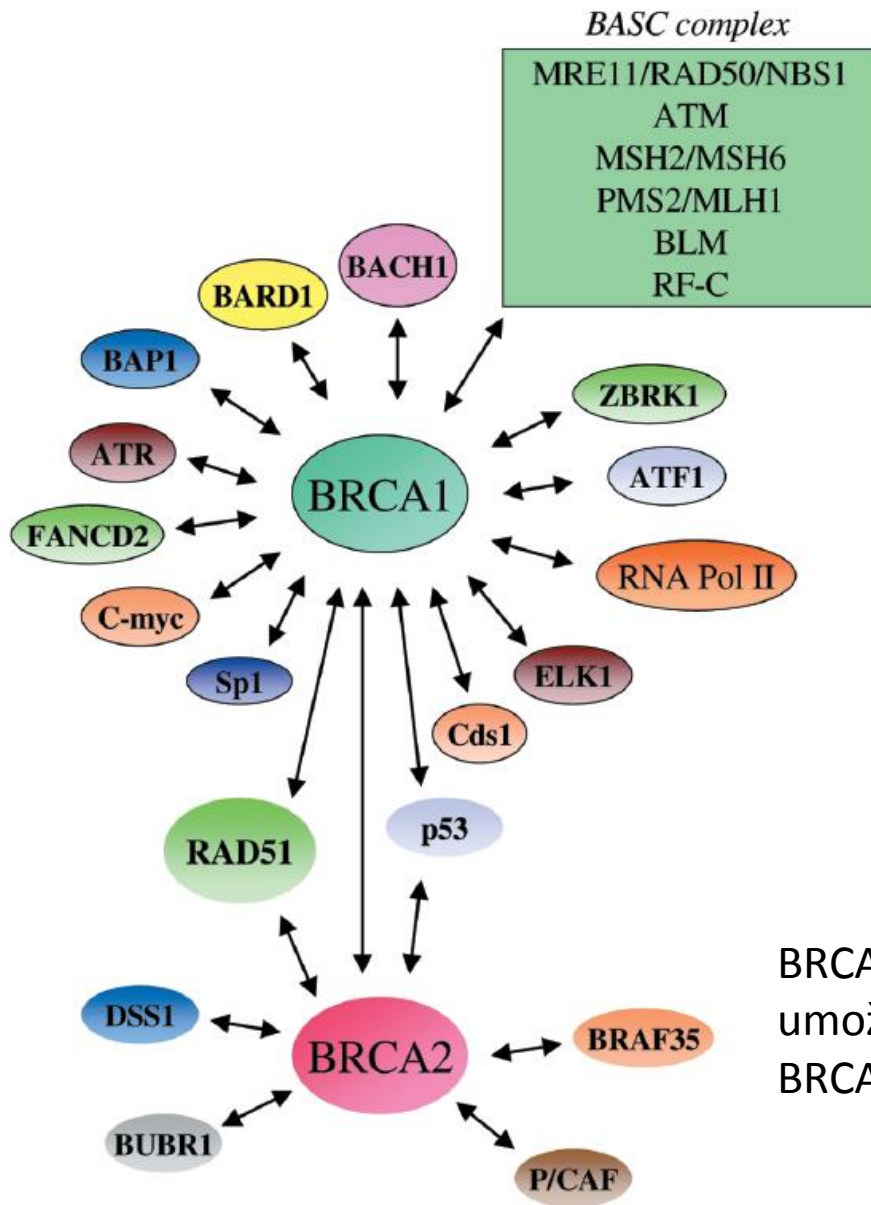 BASC complex
MRE11/RAD50/NBS1
ATM
MSH2/MSH6
PMS2/MLH1
BLM
RF-C
BACH1
BARD1
BAP1
ZBRK1
ATR
ATF1
BRCA1
FANCD2
RNA Pol II
C-myc
Sp1
ELK1
Cds1
RAD51
p53
DSS1
BRCA2
BRAF35
BUBR1
P/CAF
BRCA
umož
BRCA